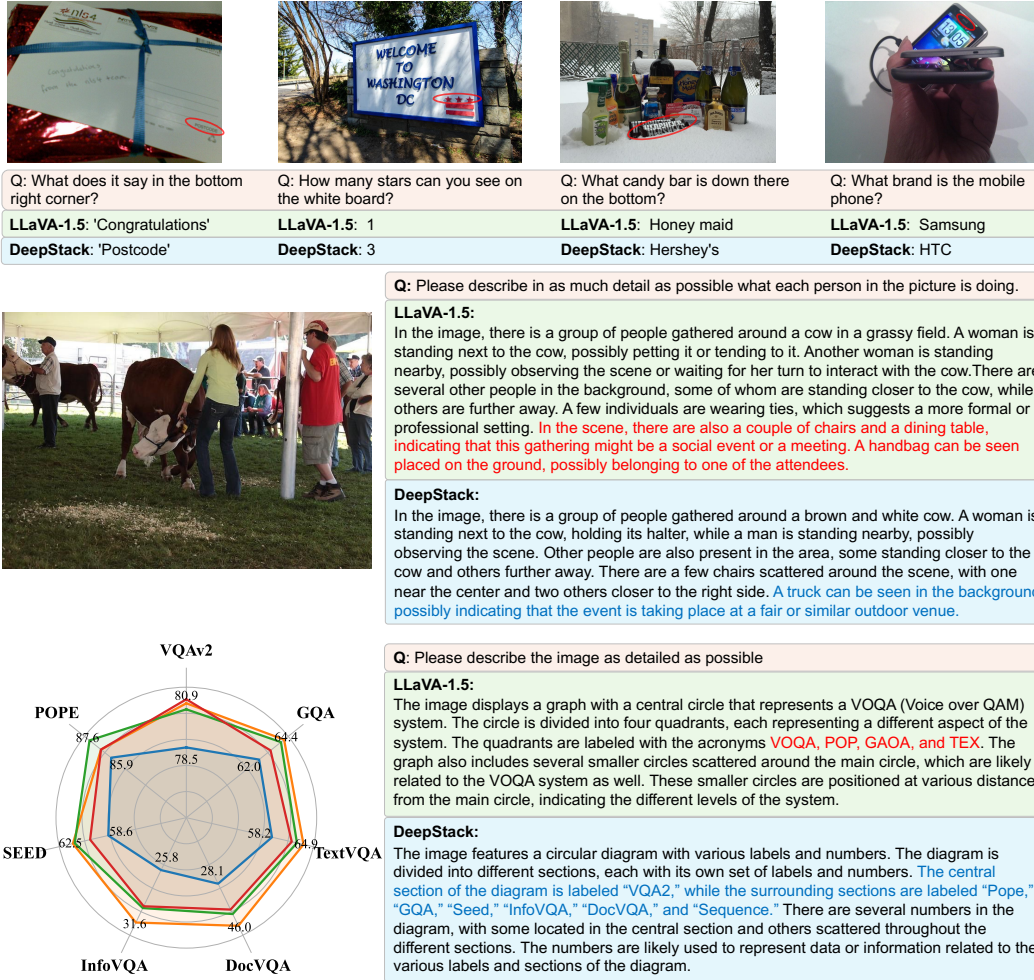 nls4
Congratulations,
from the nls4 team.
WELCOME
TO
WASHINGTON
DC
HERSHEY'S
HONEY
MAID
13:05
Q: What does it say in the bottom
right corner?
LLaVA-1.5: 'Congratulations'
DeepStack: 'Postcode'
Q: How many stars can you see on
the white board?
LLaVA-1.5: 1
DeepStack: 3
Q: What candy bar is down there
on the bottom?
LLaVA-1.5: Honey maid
DeepStack: Hershey's
Q: What brand is the mobile
phone?
LLaVA-1.5: Samsung
DeepStack: HTC
Q: Please describe in as much detail as possible what each person in the picture is doing.
LLaVA-1.5:
In the image, there is a group of people gathered around a cow in a grassy field. A woman is
standing next to the cow, possibly petting it or tending to it. Another woman is standing
nearby, possibly observing the scene or waiting for her turn to interact with the cow.There are
several other people in the background, some of whom are standing closer to the cow, while
others are further away. A few individuals are wearing ties, which suggests a more formal or
professional setting. In the scene, there are also a couple of chairs and a dining table,
indicating that this gathering might be a social event or a meeting. A handbag can be seen
placed on the ground, possibly belonging to one of the attendees.
DeepStack:
In the image, there is a group of people gathered around a brown and white cow. A woman is
standing next to the cow, holding its halter, while a man is standing nearby, possibly
observing the scene. Other people are also present in the area, some standing closer to the
cow and others further away. There are a few chairs scattered around the scene, with one
near the center and two others closer to the right side. A truck can be seen in the background
possibly indicating that the event is taking place at a fair or similar outdoor venue.
VQAv2
80.9
POPE
GQA
87.6
64.4
85.9
78.5
62.0
58.6
58.2
SEED
62.5
64.9
TextVQA
25.8
28.1
31.6
46.0
InfoVQA
DocVQA
Q: Please describe the image as detailed as possible
LLaVA-1.5:
The image displays a graph with a central circle that represents a VOQA (Voice over QAM)
system. The circle is divided into four quadrants, each representing a different aspect of the
system. The quadrants are labeled with the acronyms VOQA, POP, GAOA, and TEX. The
graph also includes several smaller circles scattered around the main circle, which are likely
related to the VOQA system as well. These smaller circles are positioned at various distance
from the main circle, indicating the different levels of the system.
DeepStack:
The image features a circular diagram with various labels and numbers. The diagram is
divided into different sections, each with its own set of labels and numbers. The central
section of the diagram is labeled “VQA2,” while the surrounding sections are labeled “Pope,”
“GQA,” “Seed,” “InfoVQA,” “DocVQA,” and “Sequence.” There are several numbers in the
diagram, with some located in the central section and others scattered throughout the
different sections. The numbers are likely used to represent data or information related to the
various labels and sections of the diagram.